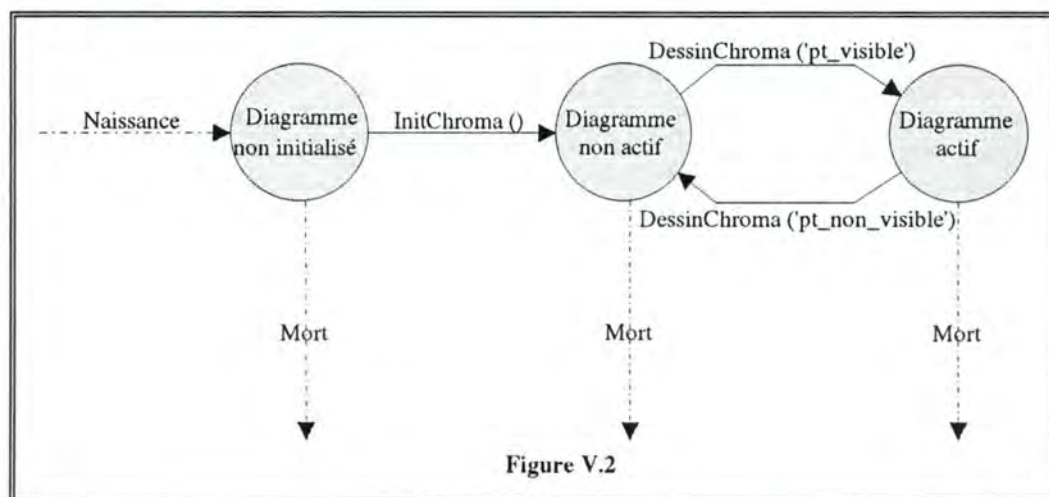 DessinChroma ('pt_visible')
Naissance
Diagramme
non initialisé
InitChroma ()
Diagramme
non actif
Diagramme
actif
DessinChroma ('pt_non_visible')
Mort
Mort
Mort
Figure V.2